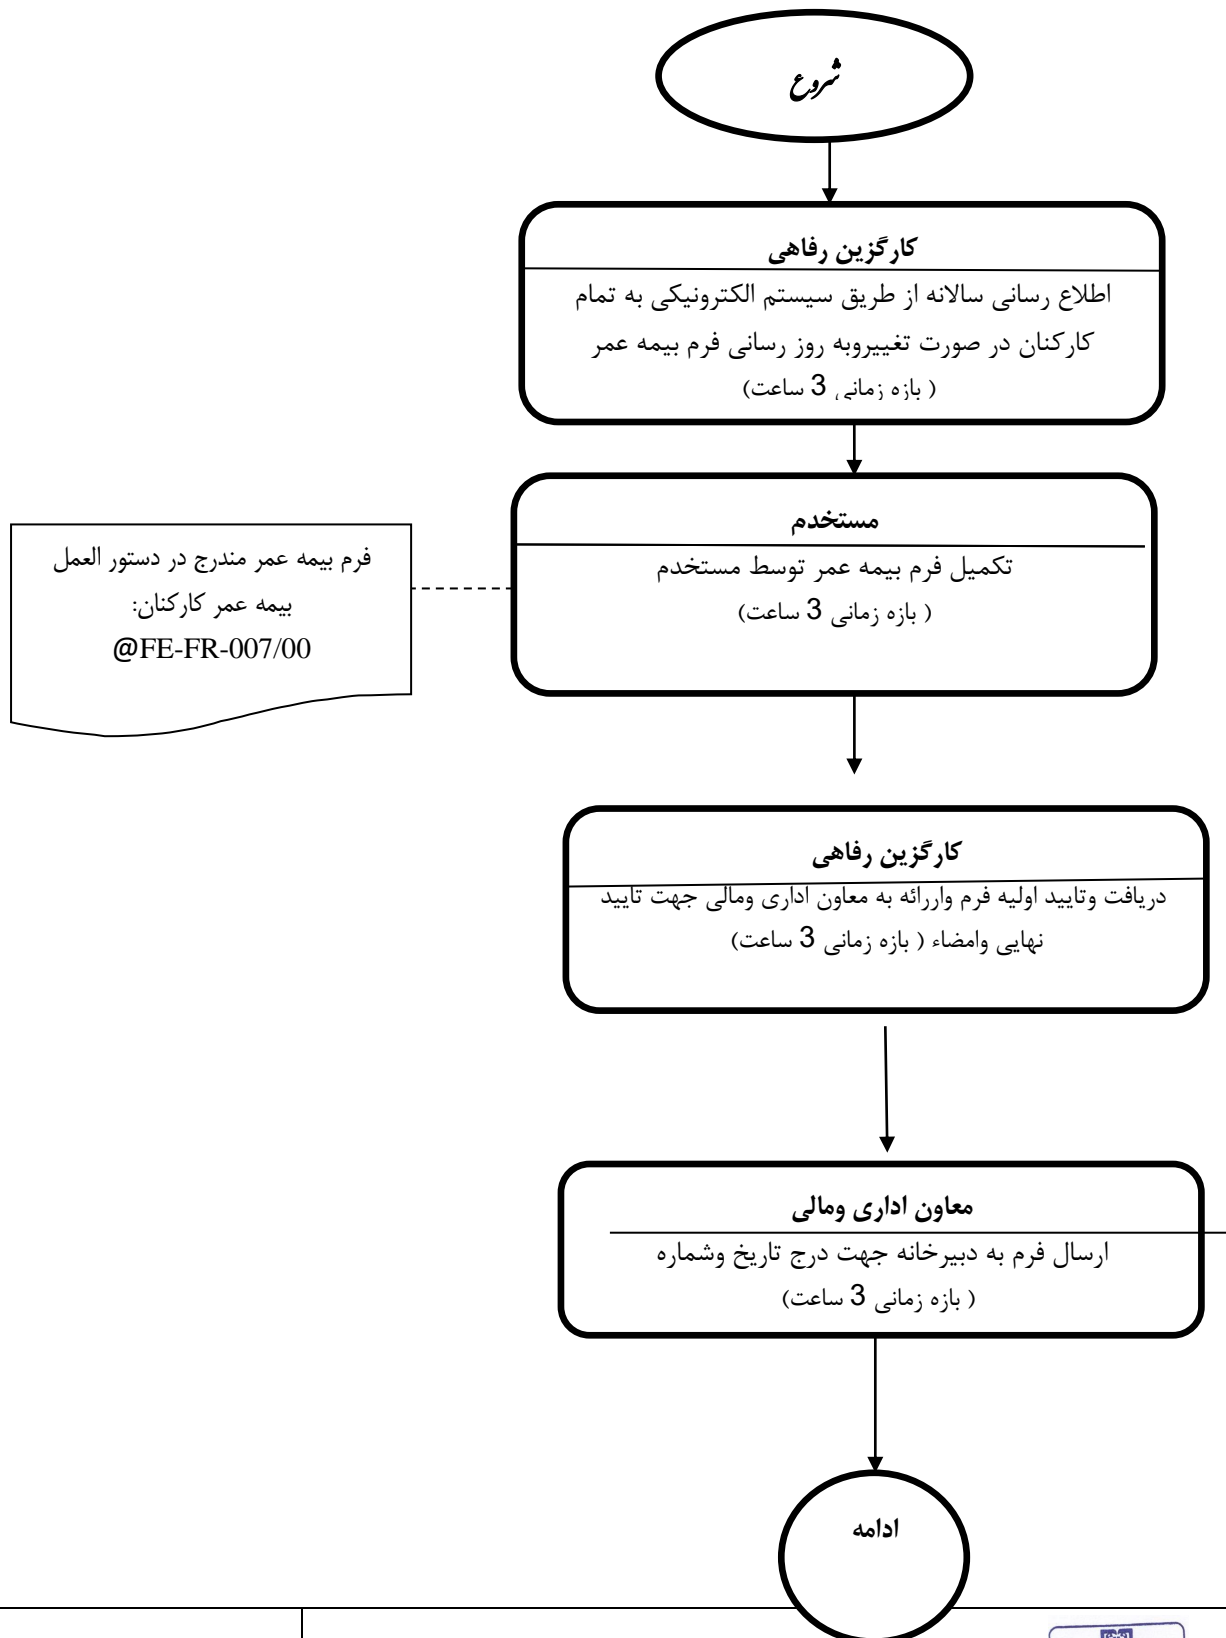 شروع
کارگزین رفاهی
اطلاع رسانی سالانه از طریق سیستم الکترونیکی به تمام
کارکنان در صورت تغییروبه روز رسانی فرم بیمه عمر
( بازه زمانی 3 ساعت)
مستخدم
تکمیل فرم بیمه عمر توسط مستخدم
( بازه زمانی 3 ساعت)
فرم بیمه عمر مندرج در دستور العمل
بیمه عمر کارکنان:
@FE-FR-007/00
کارگزین رفاهی
دریافت وتایید اولیه فرم واررائه به معاون اداری ومالی جهت تایید
نهایی وامضاء ( بازه زمانی 3 ساعت)
معاون اداری ومالی
ارسال فرم به دبیرخانه جهت درج تاریخ وشماره
( بازه زمانی 3 ساعت)
ادامه